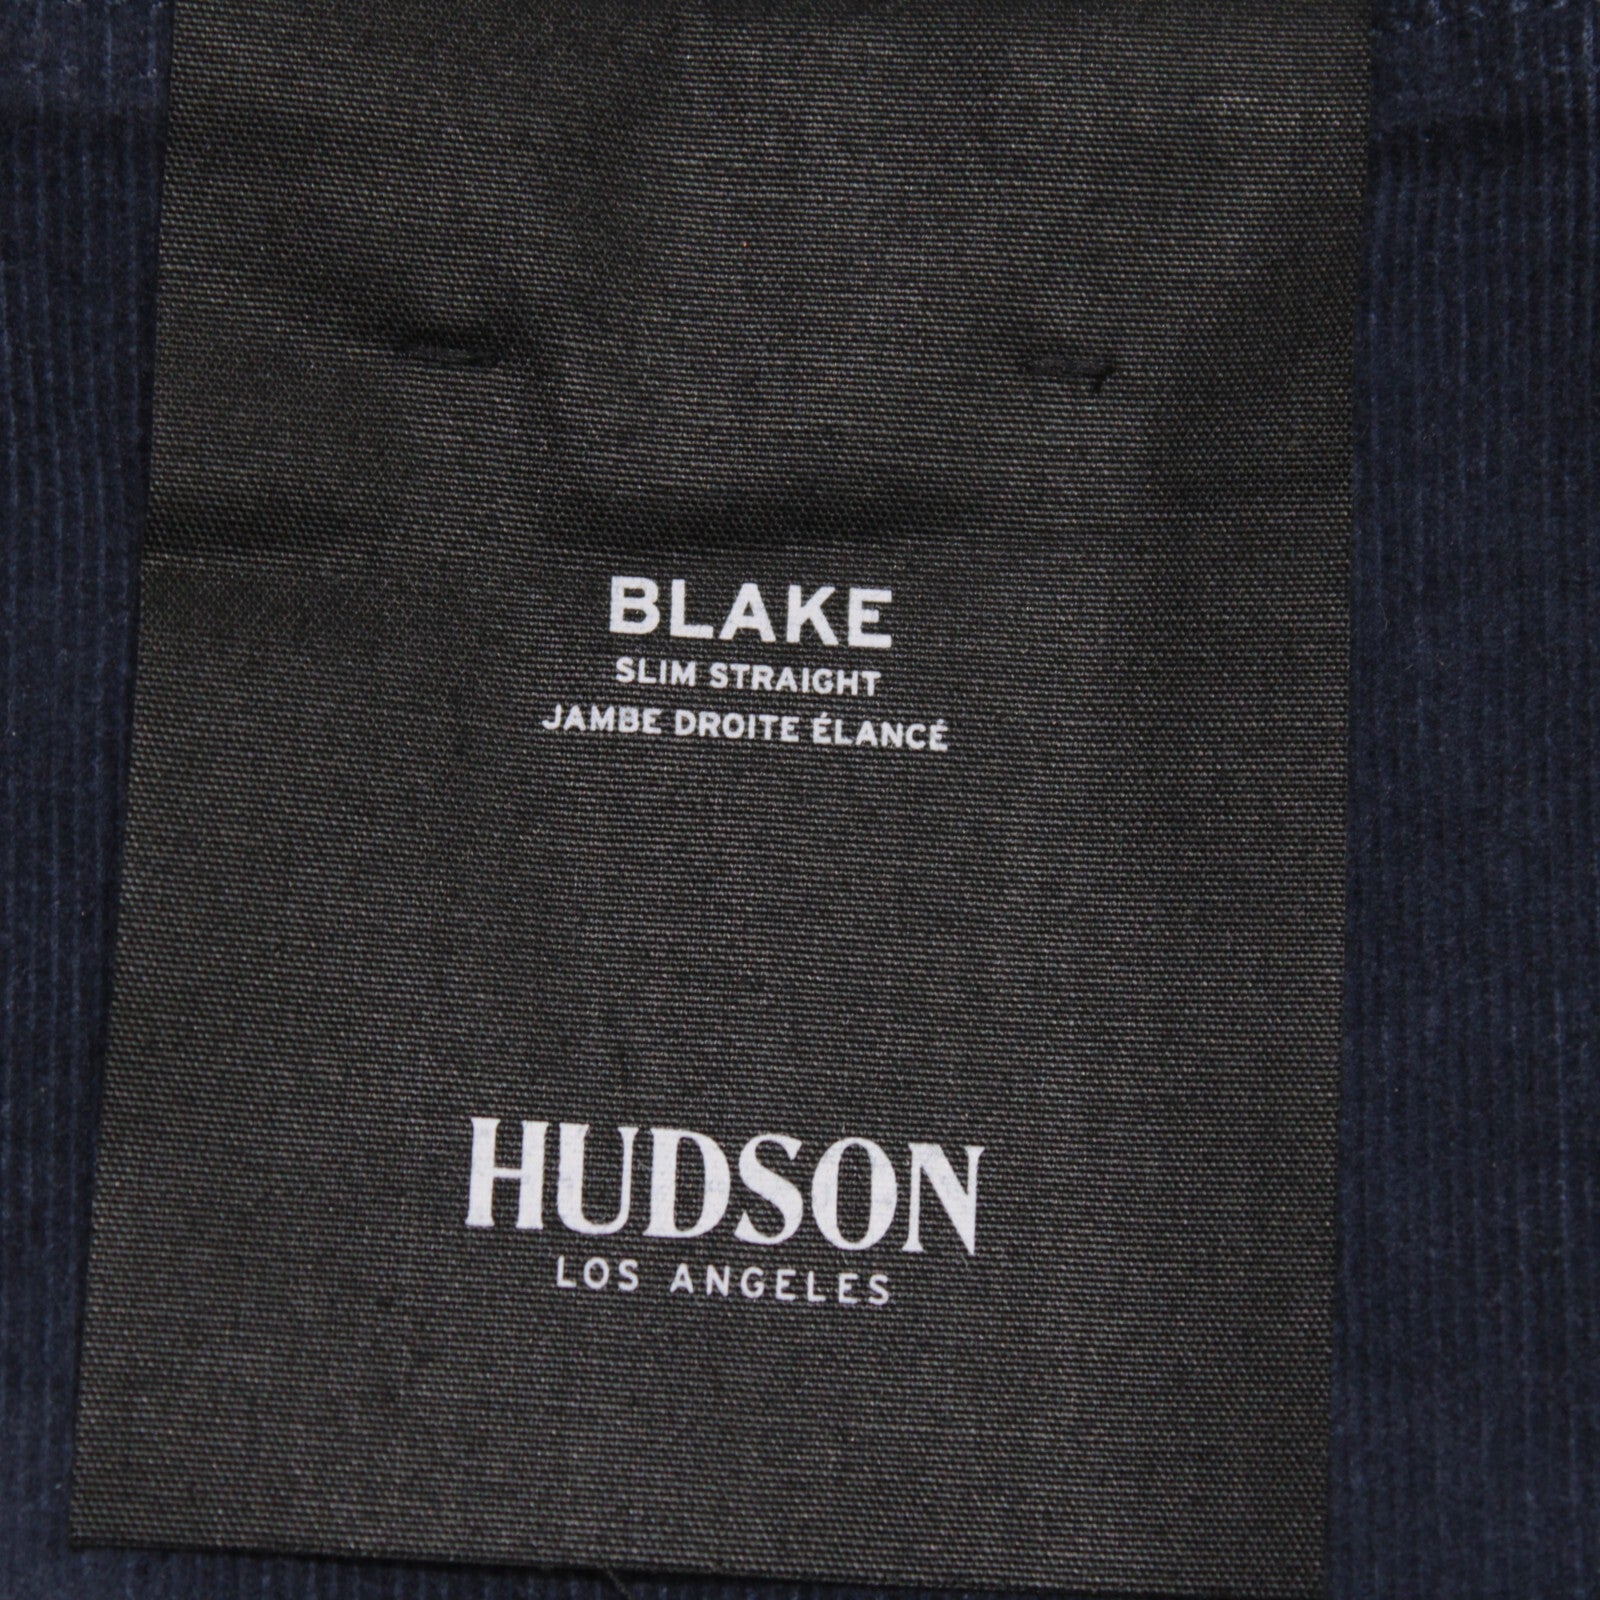 BLAKE
SLIM STRAIGHT
JAMBE DROITE ÉLANCÉ
HUDSON
LOS ANGELES